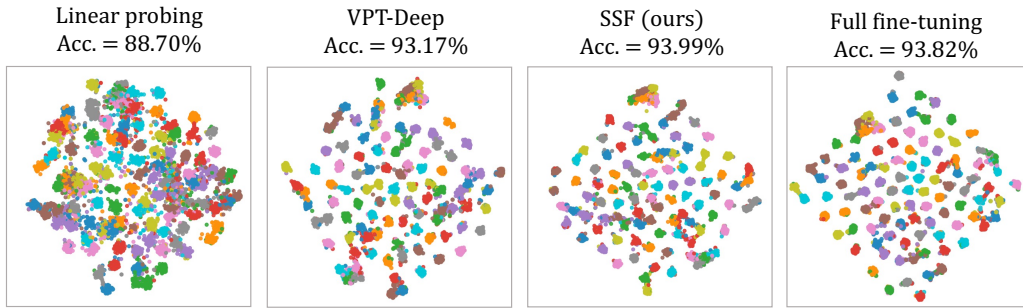 Linear probing
Acc. = 88.70%
VPT-Deep
Acc. = 93.17%
SSF (ours)
Acc. = 93.99%
Full fine-tuning
Acc. = 93.82%